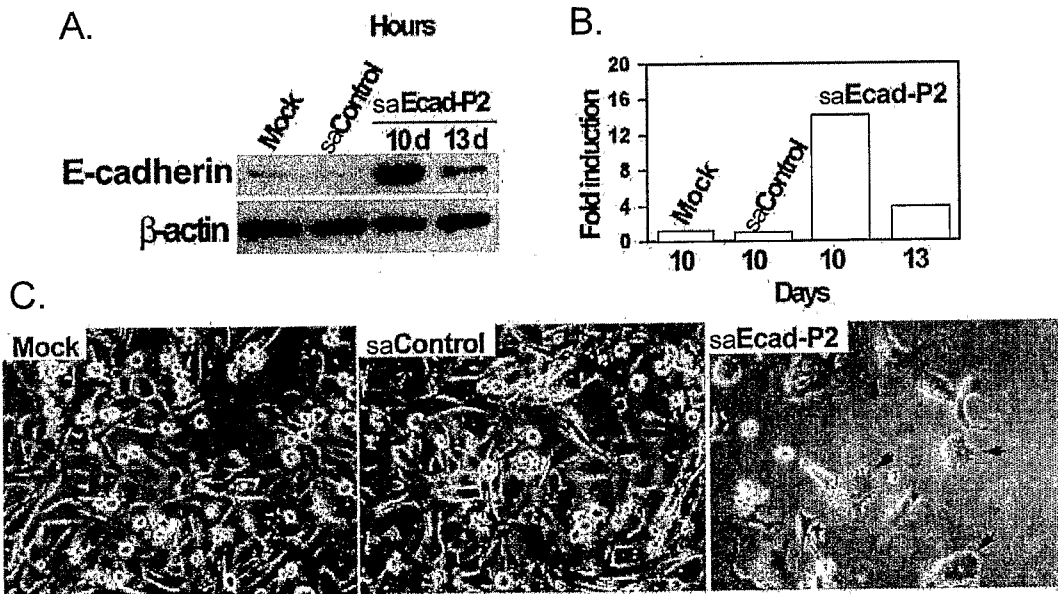 A.
Hours
Mock
saControl
saEcad-P2
10 d 13 d
E-cadherin
β-actin
B.
20
16
12
8
4
0
Fold induction
Mock
saControl
saEcad-P2
10 10 10 13
Days
C.
Mock
saControl
saEcad-P2